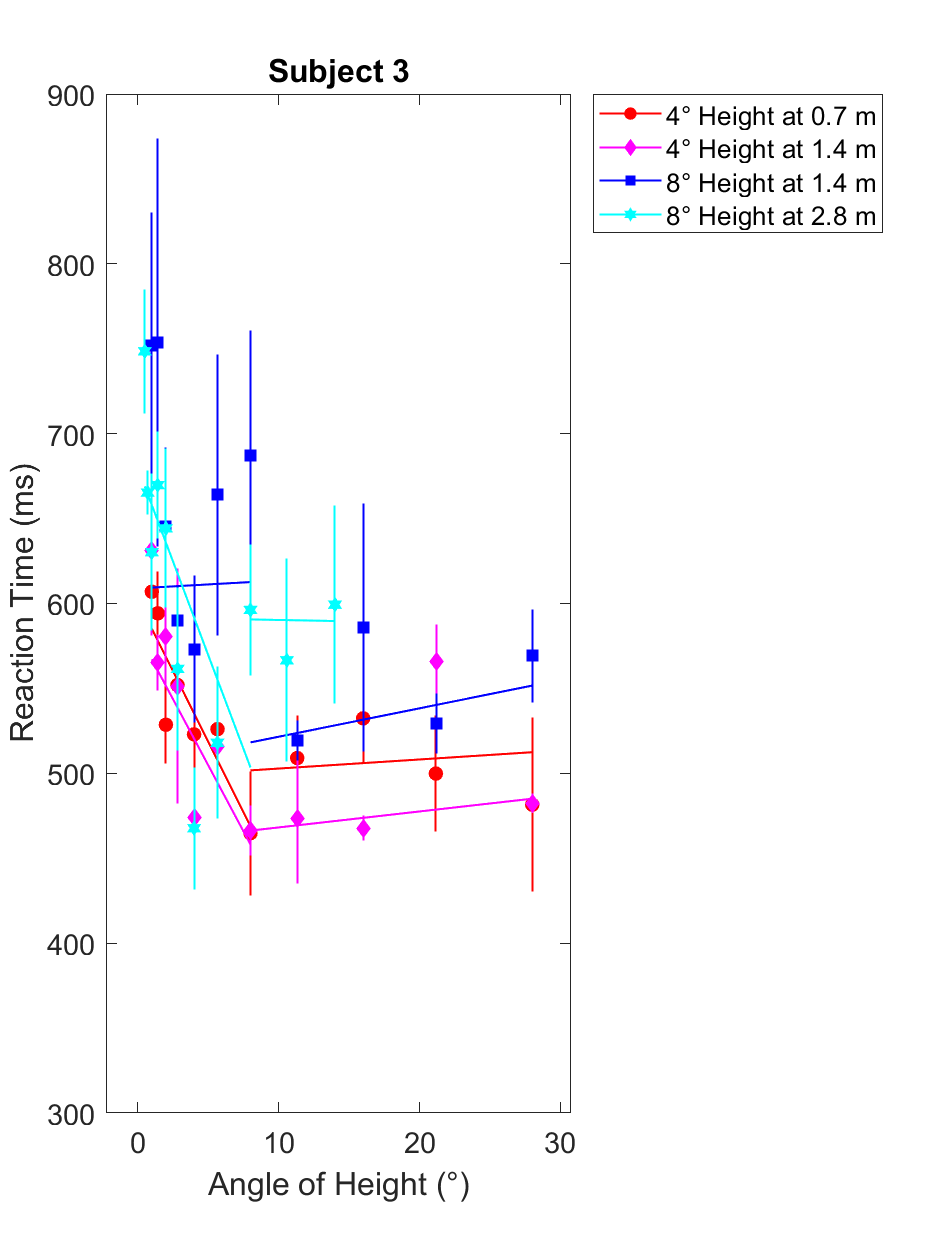 Subject 3
900
800
700
600
500
400
300
0
10
20
30
Angle of Height (°)
Reaction Time (ms)
4° Height at 0.7 m
4° Height at 1.4 m
8° Height at 1.4 m
8° Height at 2.8 m